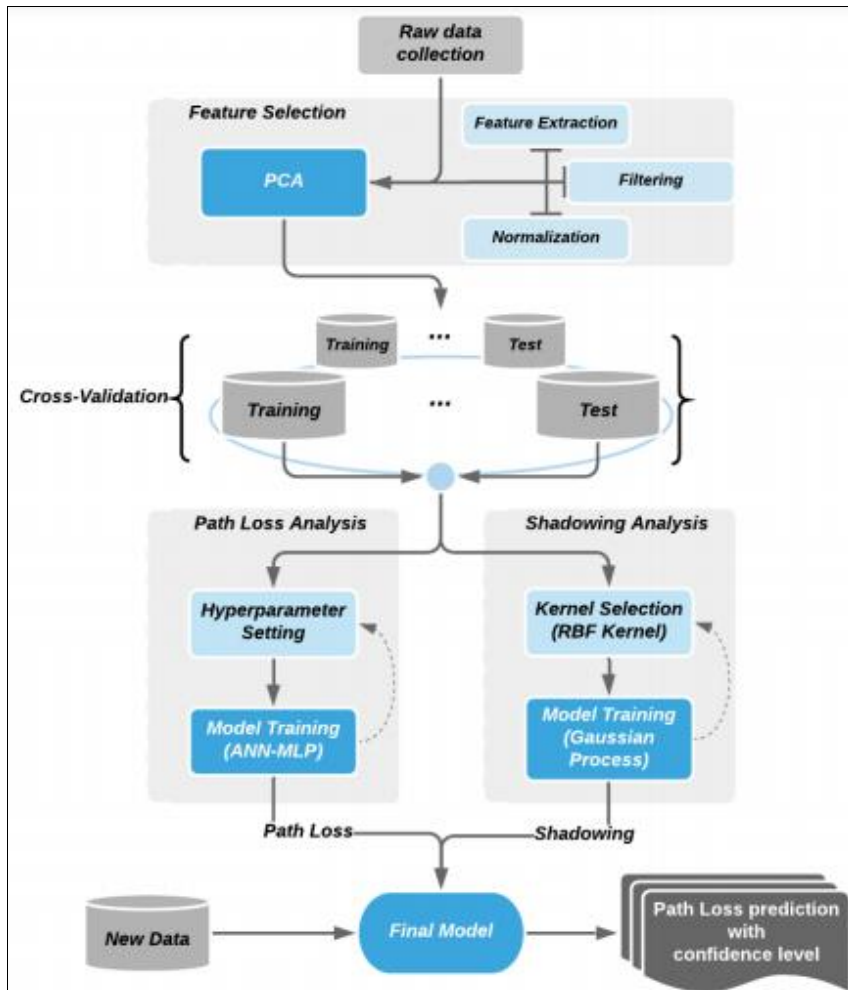 Raw data
collection
Feature Selection
Feature Extraction
PCA
Filtering
Normalization
Training
...
Test
Cross-Validation
Training
...
Test
Path Loss Analysis
Shadowing Analysis
Hyperparameter
Setting
Kernel Selection
(RBF Kernel)
Model Training
(ANN-MLP)
Model Training
(Gaussian
Process)
Path Loss
Shadowing
New Data
Final Model
Path Loss prediction
with
confidence level